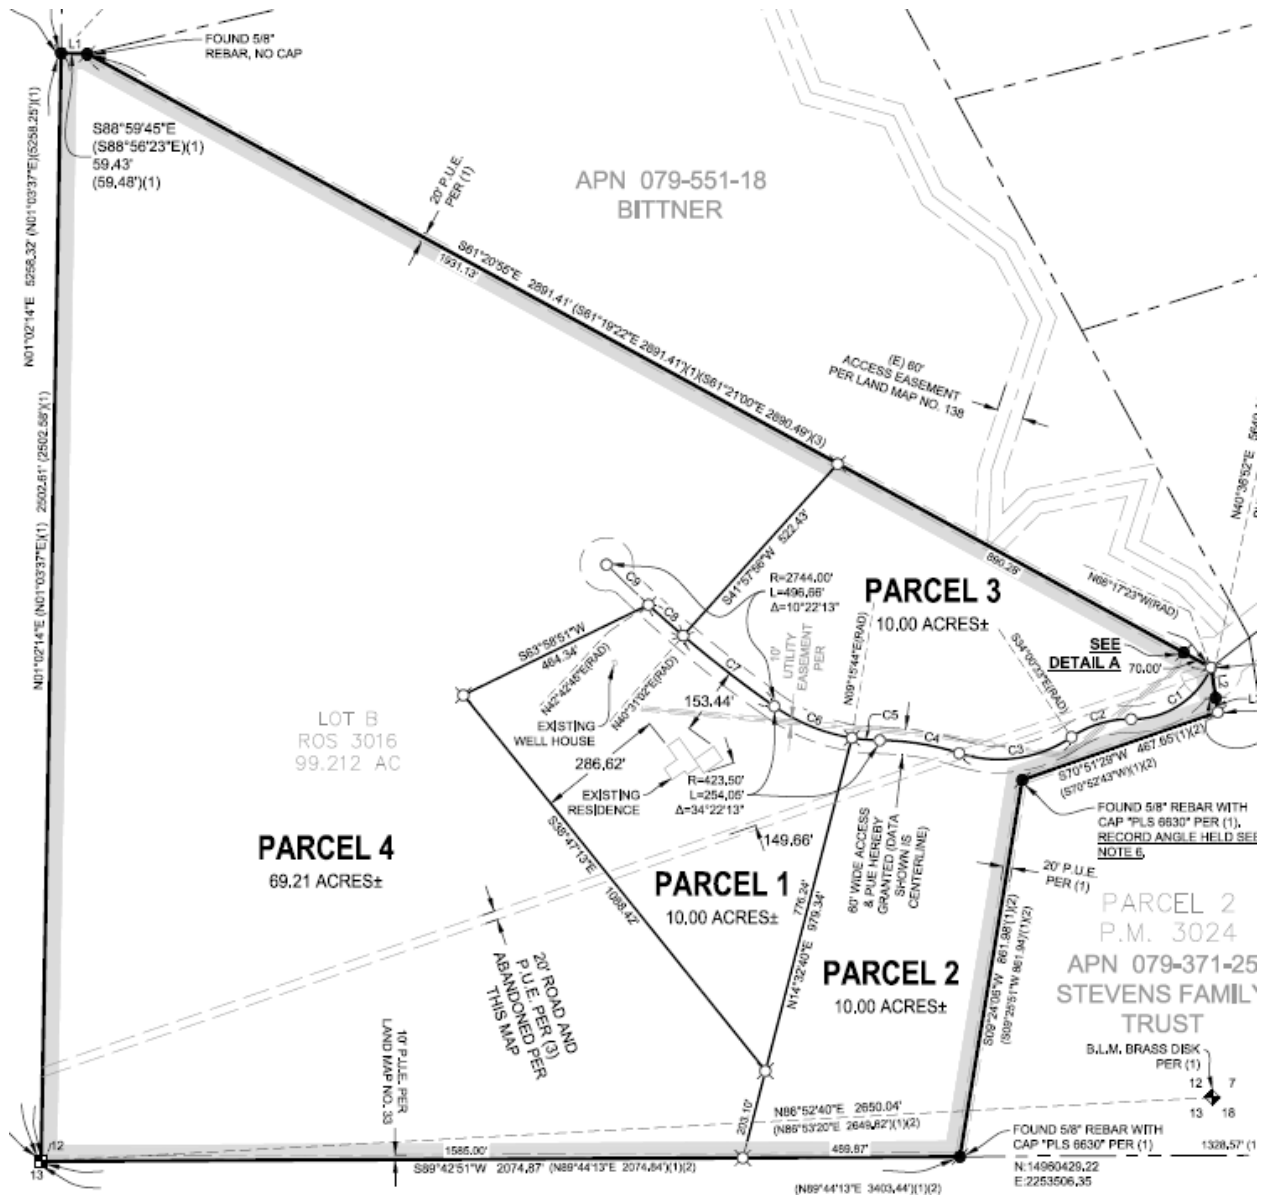 L1
FOUND 5/8"
REBAR, NO CAP
S88°59'45"E
(S88°56'23"E)(1)
59.43'
(59.48')(1)
N01°02'14"E 5258.32' (N01°03'37"E)(5258.25')(1)
N01°02'14"E (N01°03'37"E)(1) 2502.61' (2502.58')(1)
20' P.U.E.
PER (1)
APN 079-551-18
BITTNER
S61°20'55"E 2891.41' (S61°19'22"E 2891.41')(1)(S61°21'00"E 2890.49')(3)
1931.13'
(E) 60'
ACCESS EASEMENT
PER LAND MAP NO. 138
890.28'
N66°17'23"W(RAD)
S41°57'56"W 522.43'
R=2744.00'
L=496.66'
Δ=10°22'13"
PARCEL 3
10.00 ACRES±
SEE
DETAIL A
70.00'
10'
UTILITY
EASEMENT
PER
N09°15'44"E(RAD)
S34°00'33"E(RAD)
C9
C8
C7
C6
C5
C4
C3
C2
C1
S63°58'51"W
464.34'
N42°42'45"E(RAD)
N40°31'02"E(RAD)
153.44'
EXISTING
WELL HOUSE
286.62'
EXISTING
RESIDENCE
R=423.50'
L=254.05'
Δ=34°22'13"
LOT B
ROS 3016
99.212 AC
PARCEL 4
69.21 ACRES±
S38°47'13"E
1088.42'
149.66'
PARCEL 1
10.00 ACRES±
776.24'
N14°32'40"E 979.34'
60' WIDE ACCESS
& PUE HEREBY
GRANTED (DATA
SHOWN IS
CENTERLINE)
PARCEL 2
10.00 ACRES±
S70°51'29"W 467.65'(1)(2)
(S70°52'43"W)(1)(2)
FOUND 5/8" REBAR WITH
CAP "PLS 6630" PER (1).
RECORD ANGLE HELD SEE
NOTE 6.
20' P.U.E.
PER (1)
S09°24'06"W 861.98'(1)(2)
(S09°25'51"W 861.94')(1)(2)
PARCEL 2
P.M. 3024
APN 079-371-25
STEVENS FAMILY
TRUST
B.L.M. BRASS DISK
PER (1)
12 7
13 18
20' ROAD AND
P.U.E. PER (3)
ABANDONED PER
THIS MAP
10' P.U.E. PER
LAND MAP NO. 33
203.10'
N86°52'40"E 2650.04'
(N86°53'20"E 2649.62')(1)(2)
12
13
1585.00'
489.87'
S89°42'51"W 2074.87' (N89°44'13"E 2074.84')(1)(2)
FOUND 5/8" REBAR WITH
CAP "PLS 6630" PER (1)
1328.57' (1
N:14960429.22
E:2253506.35
(N89°44'13"E 3403.44')(1)(2)